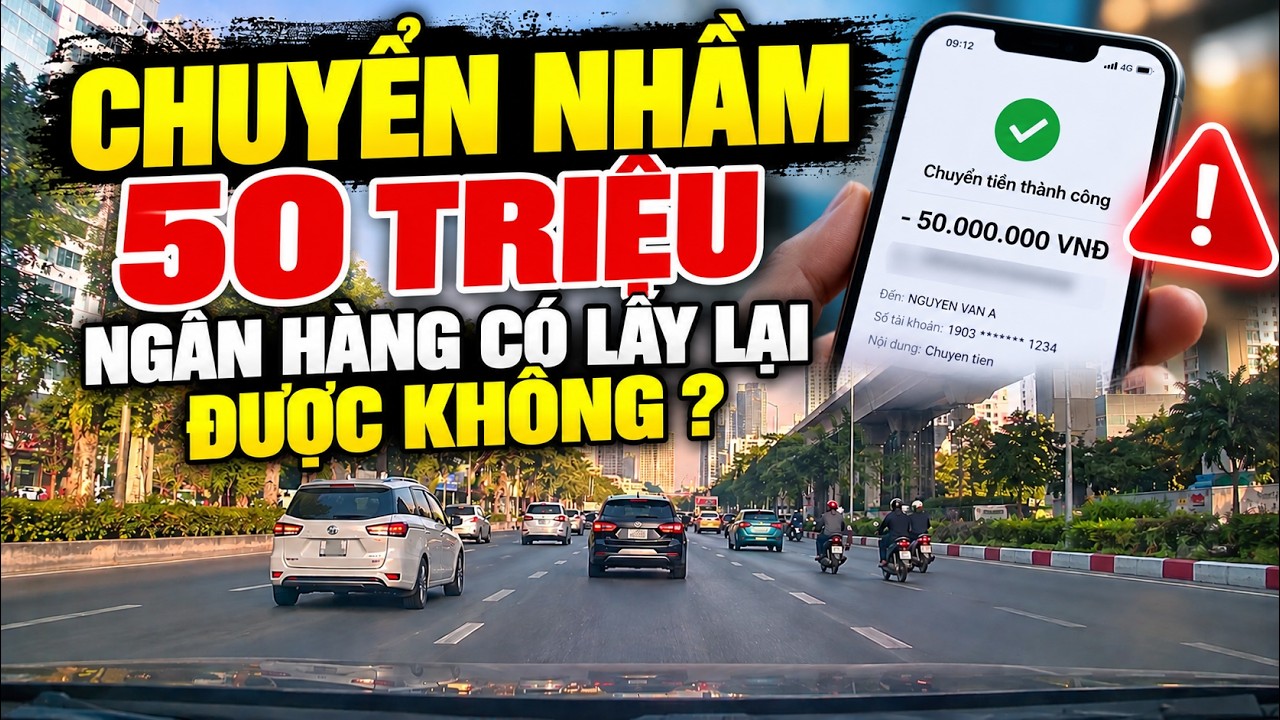 CHUYỂN NHẦM
50 TRIỆU
NGÂN HÀNG CÓ LẤY LẠI
ĐƯỢC KHÔNG ?
09:12
4G
Chuyển tiền thành công
- 50.000.000 VNĐ
Đến: NGUYEN VAN A
Số tài khoản: 1903 ******* 1234
Nội dung: Chuyen tien
!